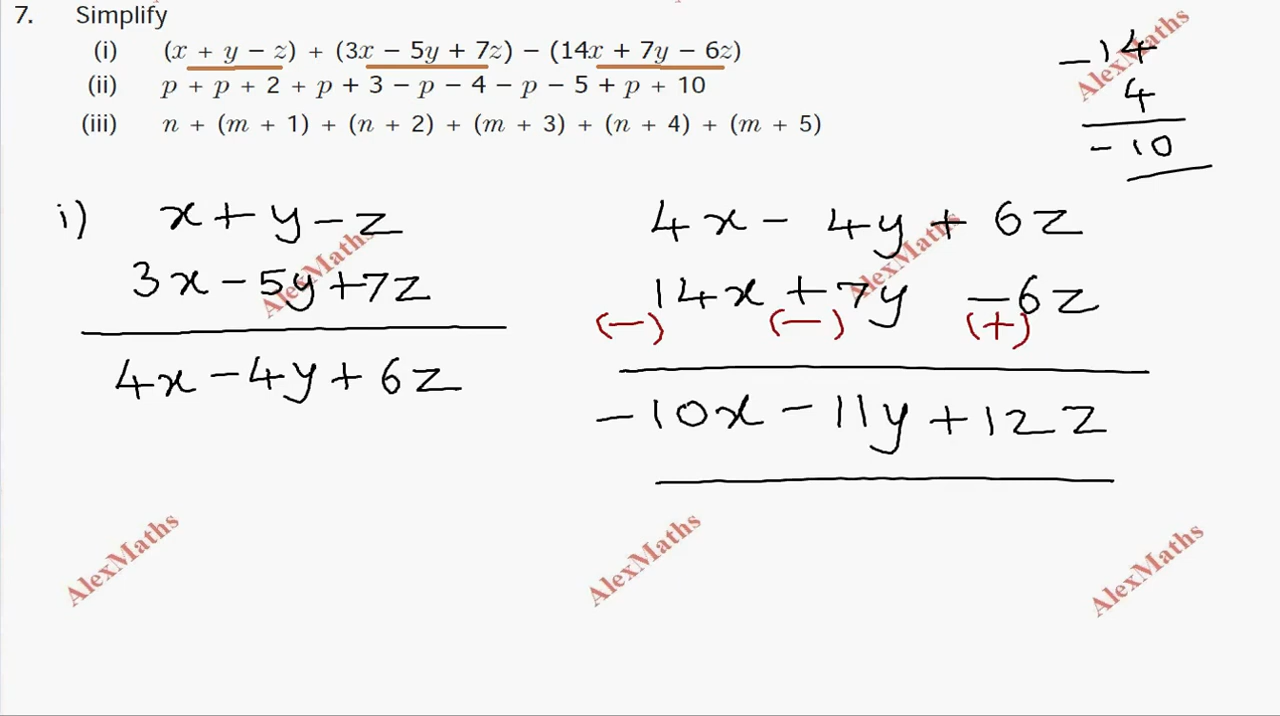 7. Simplify
(i) (x + y − z) + (3x − 5y + 7z) − (14x + 7y − 6z)
(ii) p + p + 2 + p + 3 − p − 4 − p − 5 + p + 10
(iii) n + (m + 1) + (n + 2) + (m + 3) + (n + 4) + (m + 5)
−14
4
−10
AlexMaths
i) x + y − z
3x − 5y + 7z
4x − 4y + 6z
AlexMaths
4x − 4y + 6z
14x + 7y − 6z
(−) (−) (+)
−10x − 11y + 12z
AlexMaths
AlexMaths
AlexMaths
AlexMaths